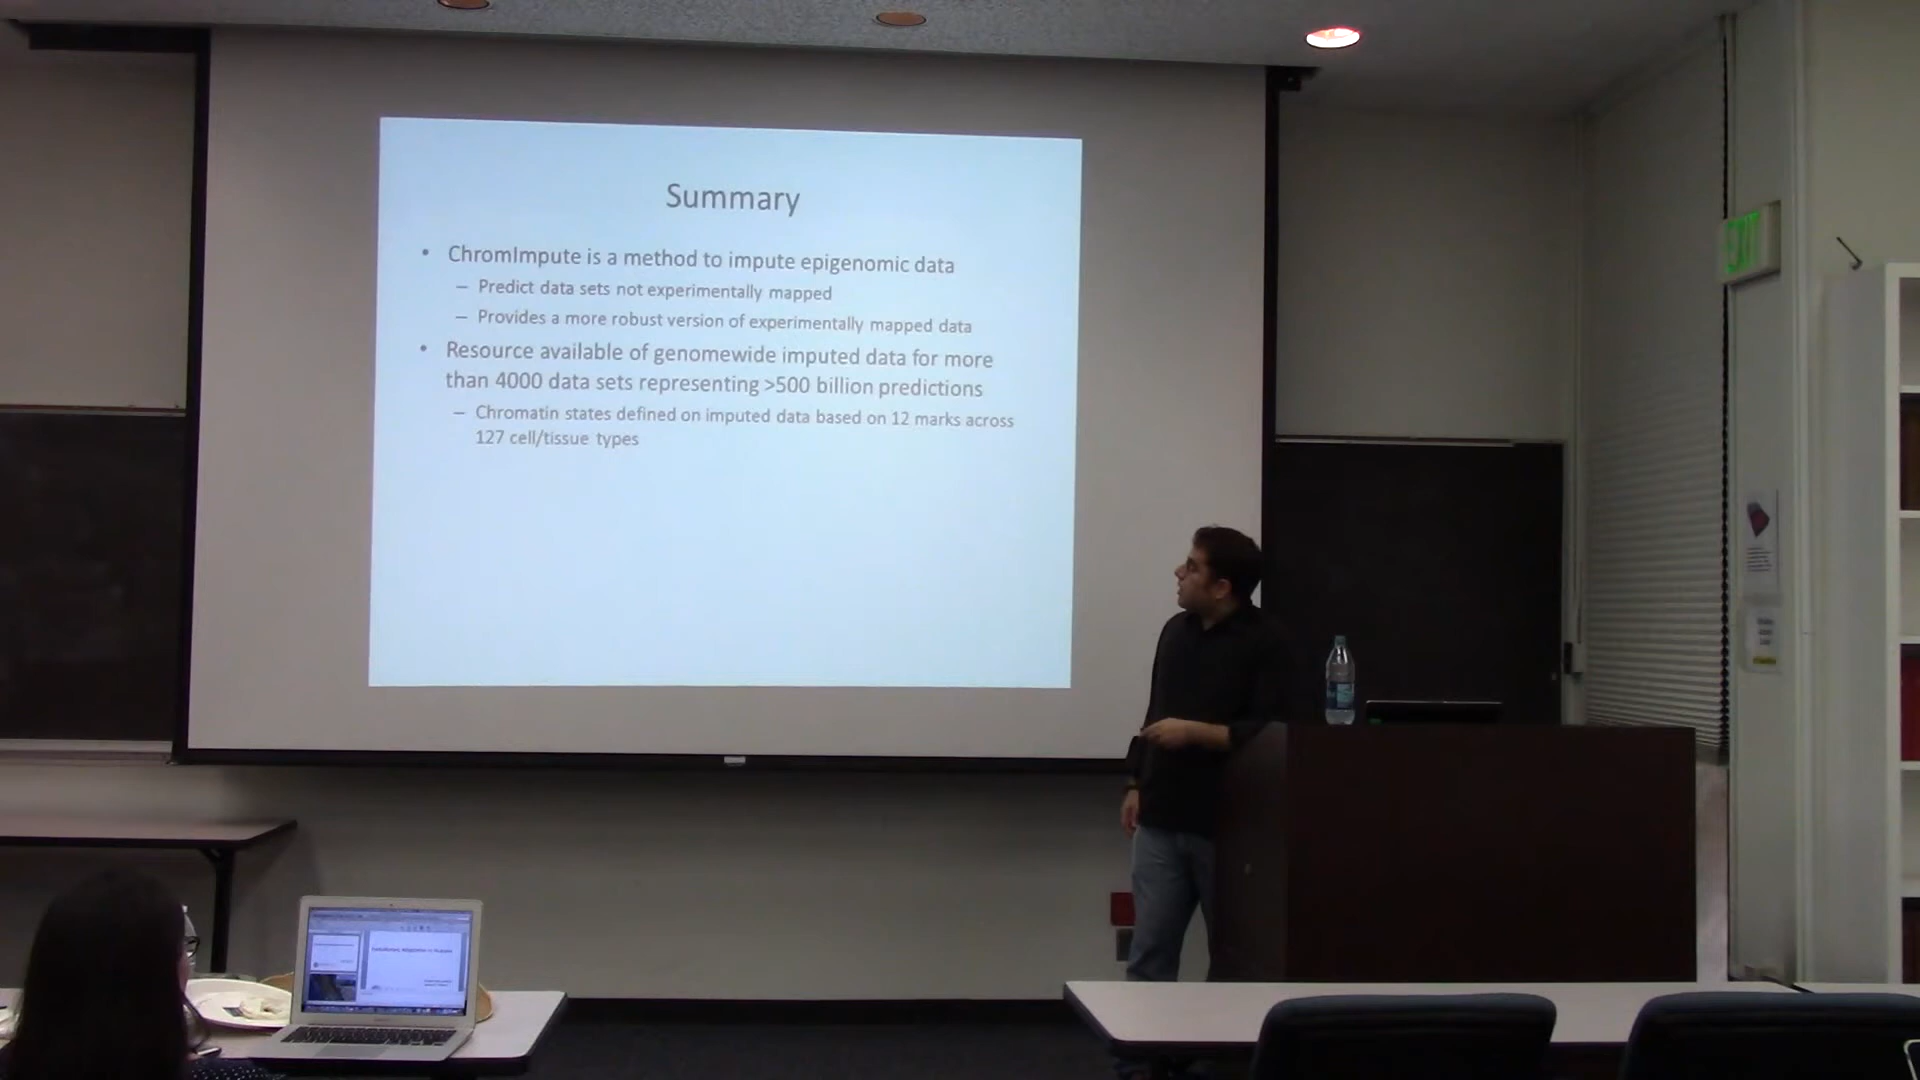 Summary
• ChromImpute is a method to impute epigenomic data
– Predict data sets not experimentally mapped
– Provides a more robust version of experimentally mapped data
• Resource available of genomewide imputed data for more
than 4000 data sets representing >500 billion predictions
– Chromatin states defined on imputed data based on 12 marks across
127 cell/tissue types
EXIT